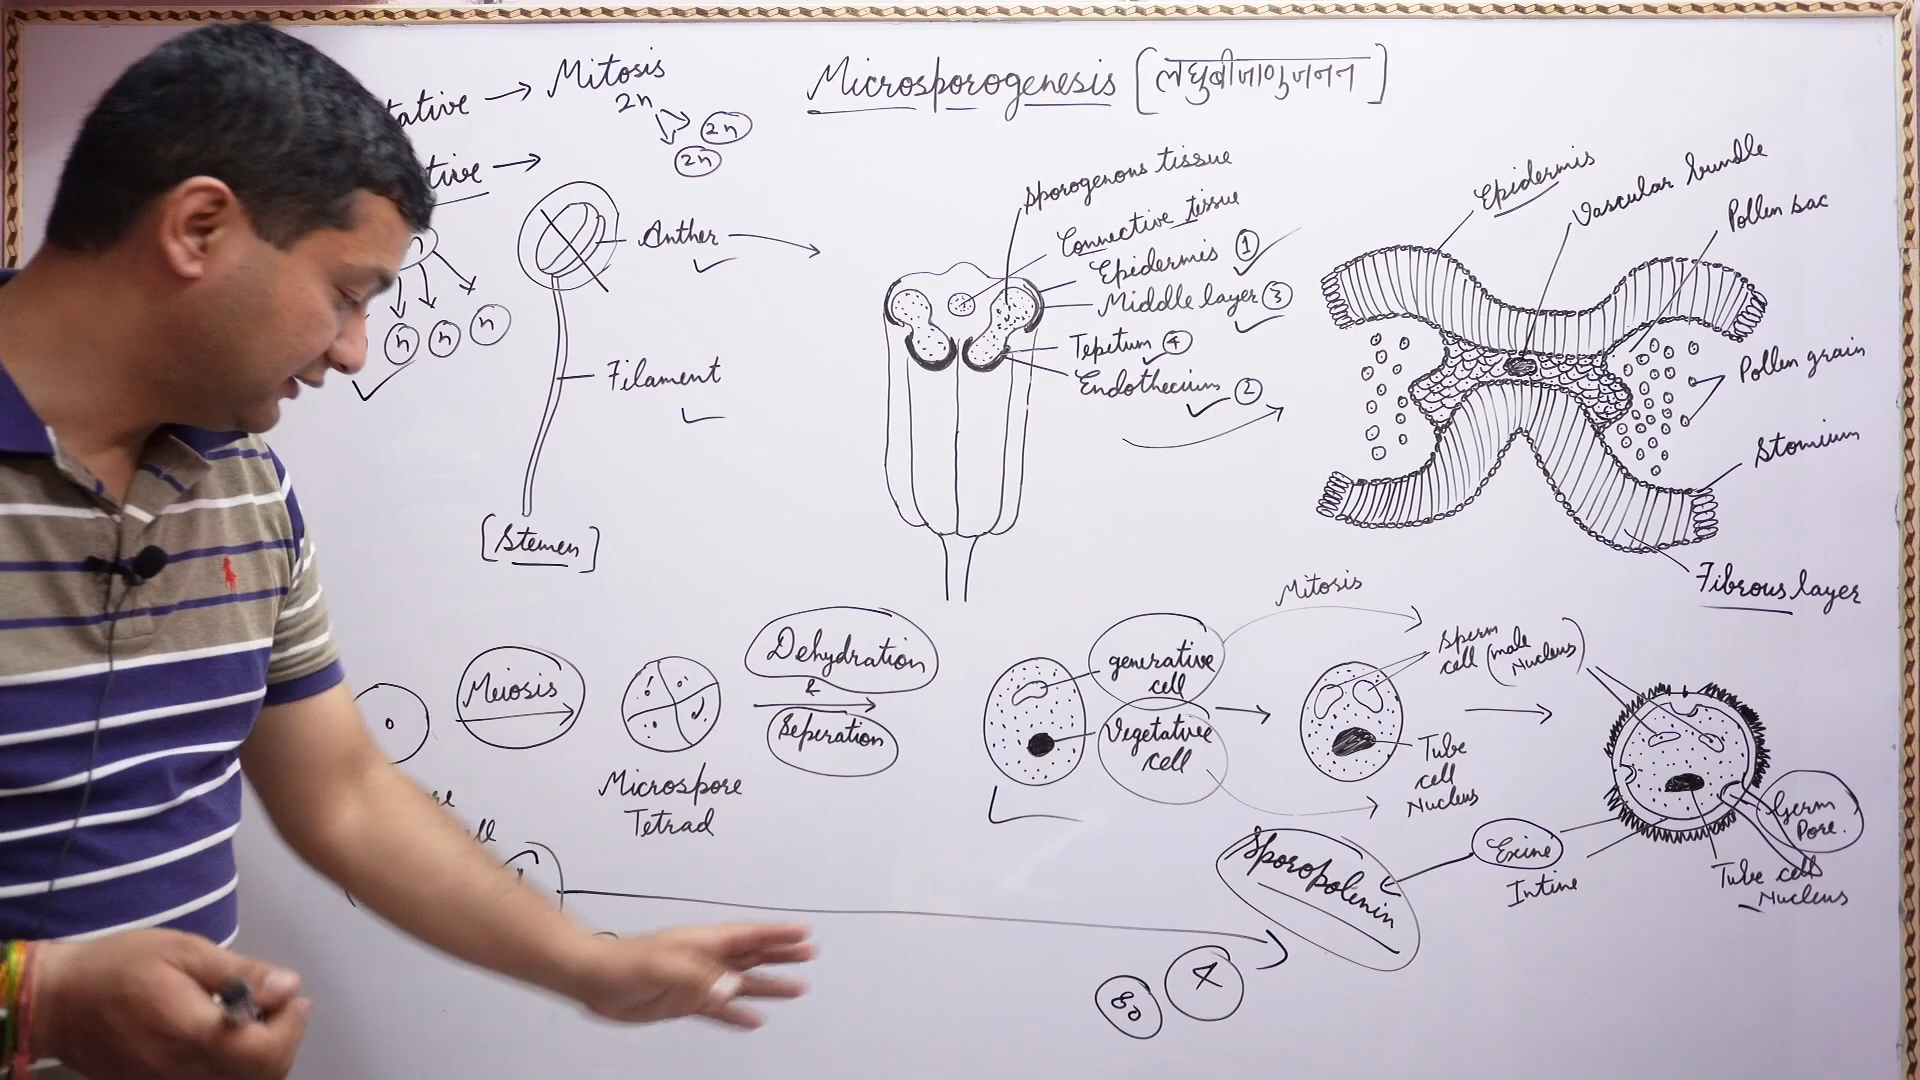 Microsporogenesis [लघुबीजाणुजनन]
tative → Mitosis
2n
2n
2n
tive →
n n n
Anther
Filament
[Stemen]
Sporogenous tissue
Connective tissue
Epidermis 1
Middle layer 3
Tepetum 4
Endothecium 2
Epidermis
Vascular bundle
Pollen sac
Pollen grain
Stomium
Fibrous layer
Meiosis
Microspore
Tetrad
Dehydration
&
Seperation
generative
cell
Vegetative
cell
Mitosis
Sperm
cell (male
Nucleus)
Tube
cell
Nucleus
Germ
Pore.
Exine
Intine
Tube cell
Nucleus
Sporopolenin
4